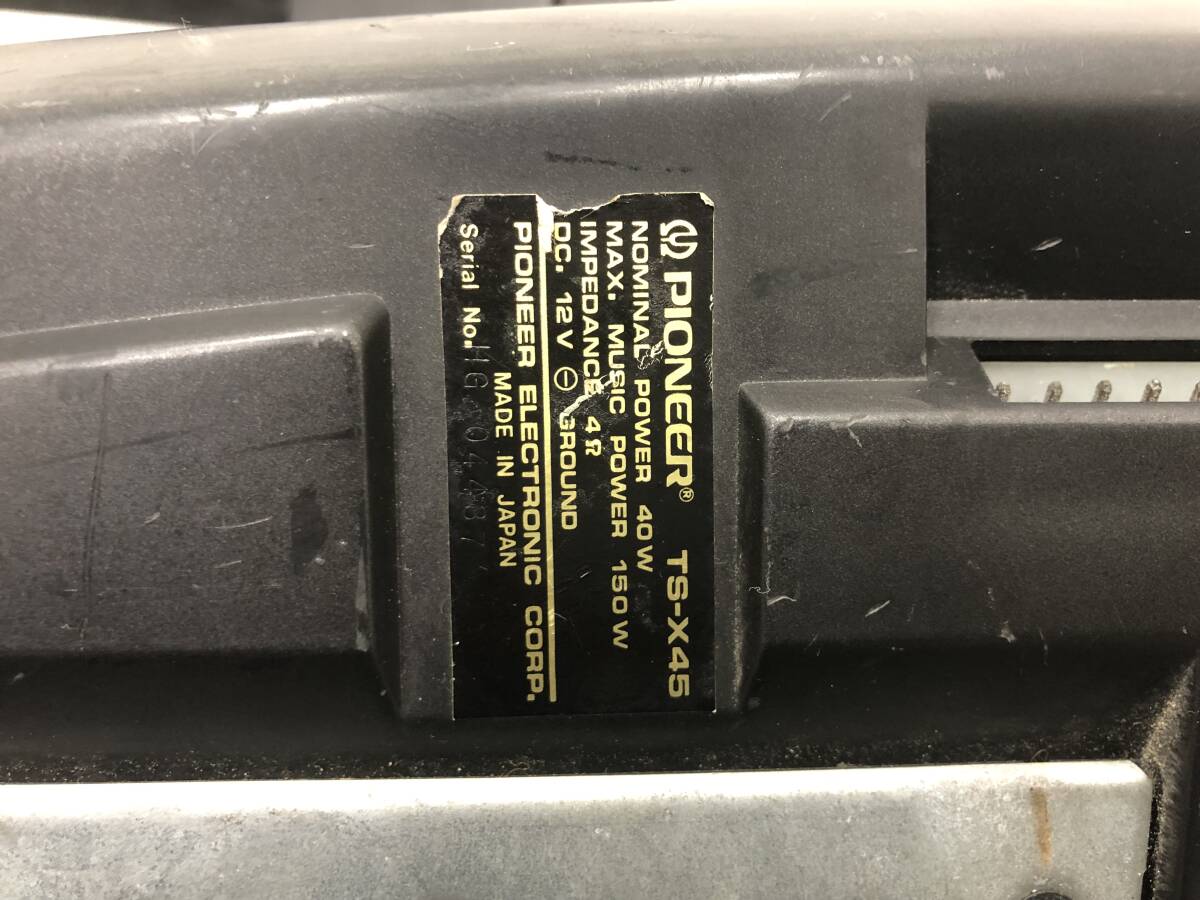 PIONEER® TS-X45
NOMINAL POWER 40W
MAX. MUSIC POWER 150W
IMPEDANCE 4Ω
DC. 12V ⊖ GROUND
PIONEER ELECTRONIC CORP.
MADE IN JAPAN
Serial No.